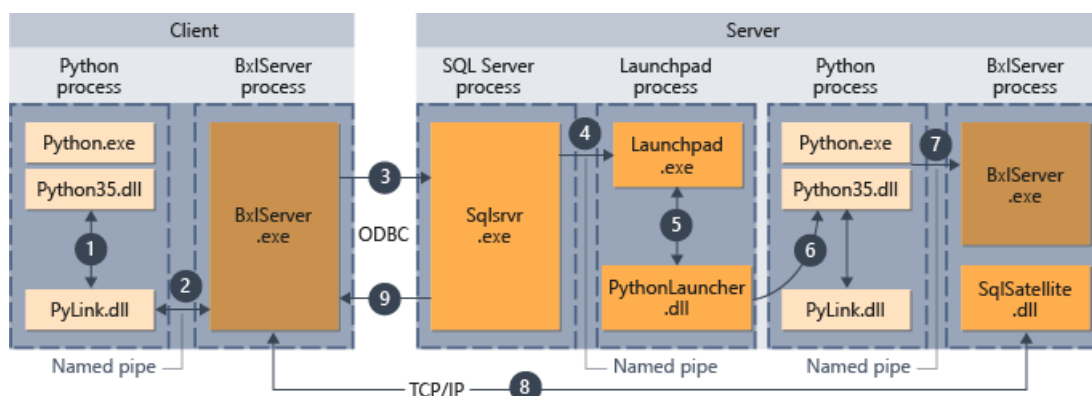 Client
Server
Python
process
BxlServer
process
SQL Server
process
Launchpad
process
Python
process
BxlServer
process
Python.exe
Python35.dll
1
PyLink.dll
2
BxlServer
.exe
3
ODBC
9
Sqlsrvr
.exe
4
Launchpad
.exe
5
PythonLauncher
.dll
6
Python.exe
Python35.dll
PyLink.dll
7
BxlServer
.exe
SqlSatellite
.dll
Named pipe
Named pipe
Named pipe
TCP/IP
8